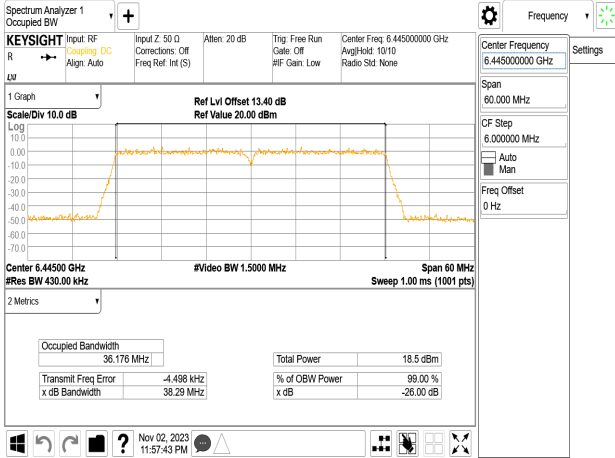 Spectrum Analyzer 1
Occupied BW
KEYSIGHT
R
LXI
Input: RF
Coupling: DC
Align: Auto
Input Z: 50 Ω
Corrections: Off
Freq Ref: Int (S)
Atten: 20 dB
Trig: Free Run
Gate: Off
#IF Gain: Low
Center Freq: 6.445000000 GHz
Avg|Hold: 10/10
Radio Std: None
1 Graph
Scale/Div 10.0 dB
Ref Lvl Offset 13.40 dB
Ref Value 20.00 dBm
Log
10.0
0.00
-10.0
-20.0
-30.0
-40.0
-50.0
-60.0
-70.0
Center 6.44500 GHz
#Video BW 1.5000 MHz
Span 60 MHz
#Res BW 430.00 kHz
Sweep 1.00 ms (1001 pts)
2 Metrics
Occupied Bandwidth
36.176 MHz
Total Power 18.5 dBm
Transmit Freq Error -4.498 kHz
% of OBW Power 99.00 %
x dB Bandwidth 38.29 MHz
x dB -26.00 dB
Nov 02, 2023
11:57:43 PM
Frequency
Center Frequency
6.445000000 GHz
Settings
Span
60.000 MHz
CF Step
6.000000 MHz
Auto
Man
Freq Offset
0 Hz